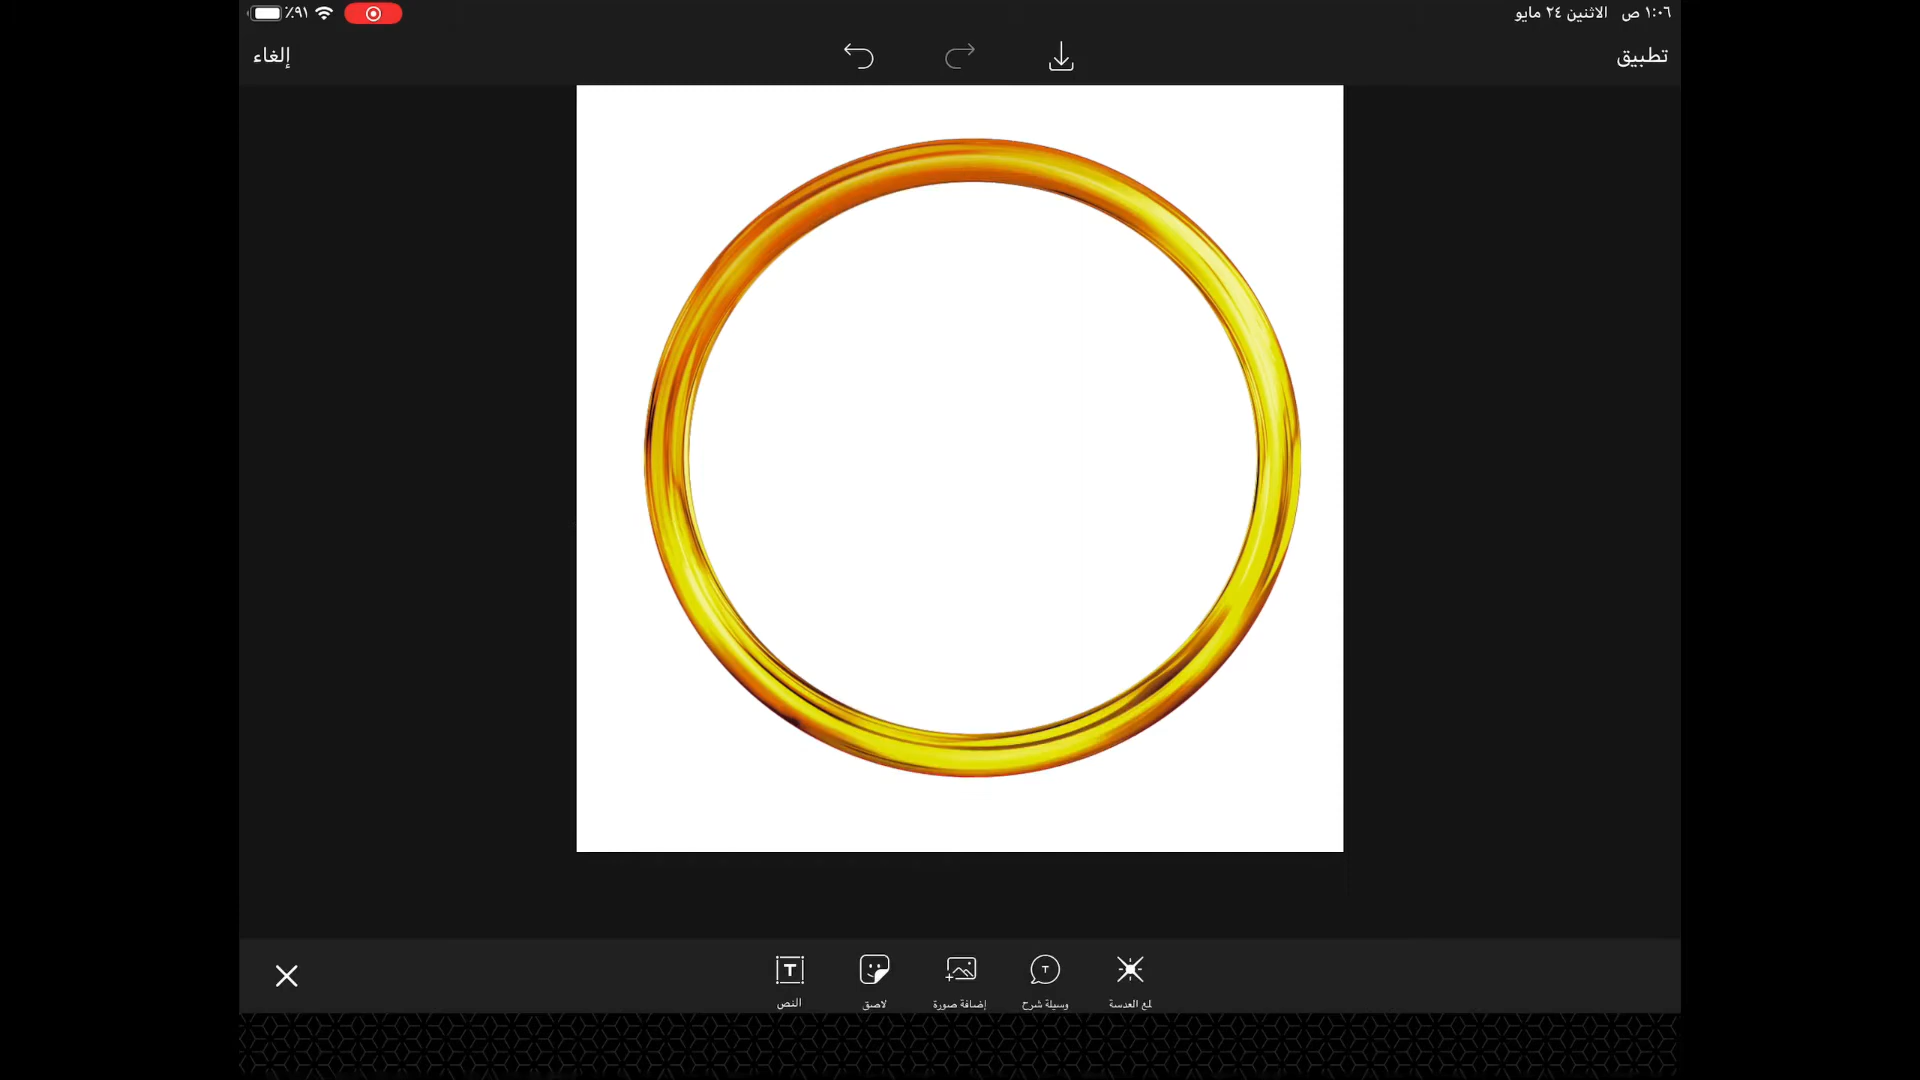 ١:٠٦ ص الاثنين ٢٤ مايو
٩١٪
تطبيق
إلغاء
النص
لاصق
إضافة صورة
وسيلة شرح
لمع العدسة